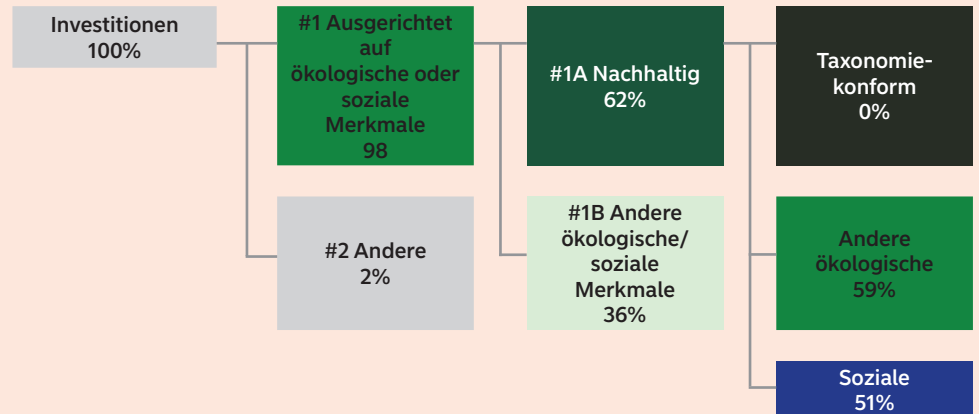 Investitionen
100%
#1 Ausgerichtet
auf
ökologische oder
soziale
Merkmale
98
#1A Nachhaltig
62%
Taxonomie-
konform
0%
#2 Andere
2%
#1B Andere
ökologische/
soziale
Merkmale
36%
Andere
ökologische
59%
Soziale
51%